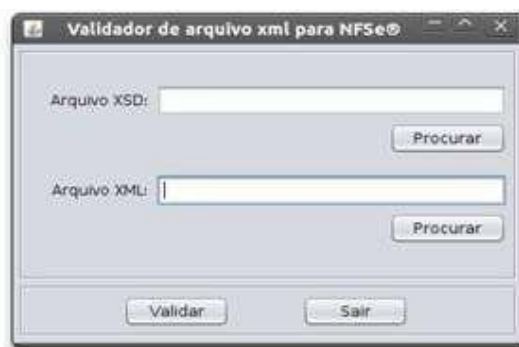 Validador de arquivo xml para NFSe®
Arquivo XSD:
Procurar
Arquivo XML:
Procurar
Validar
Sair